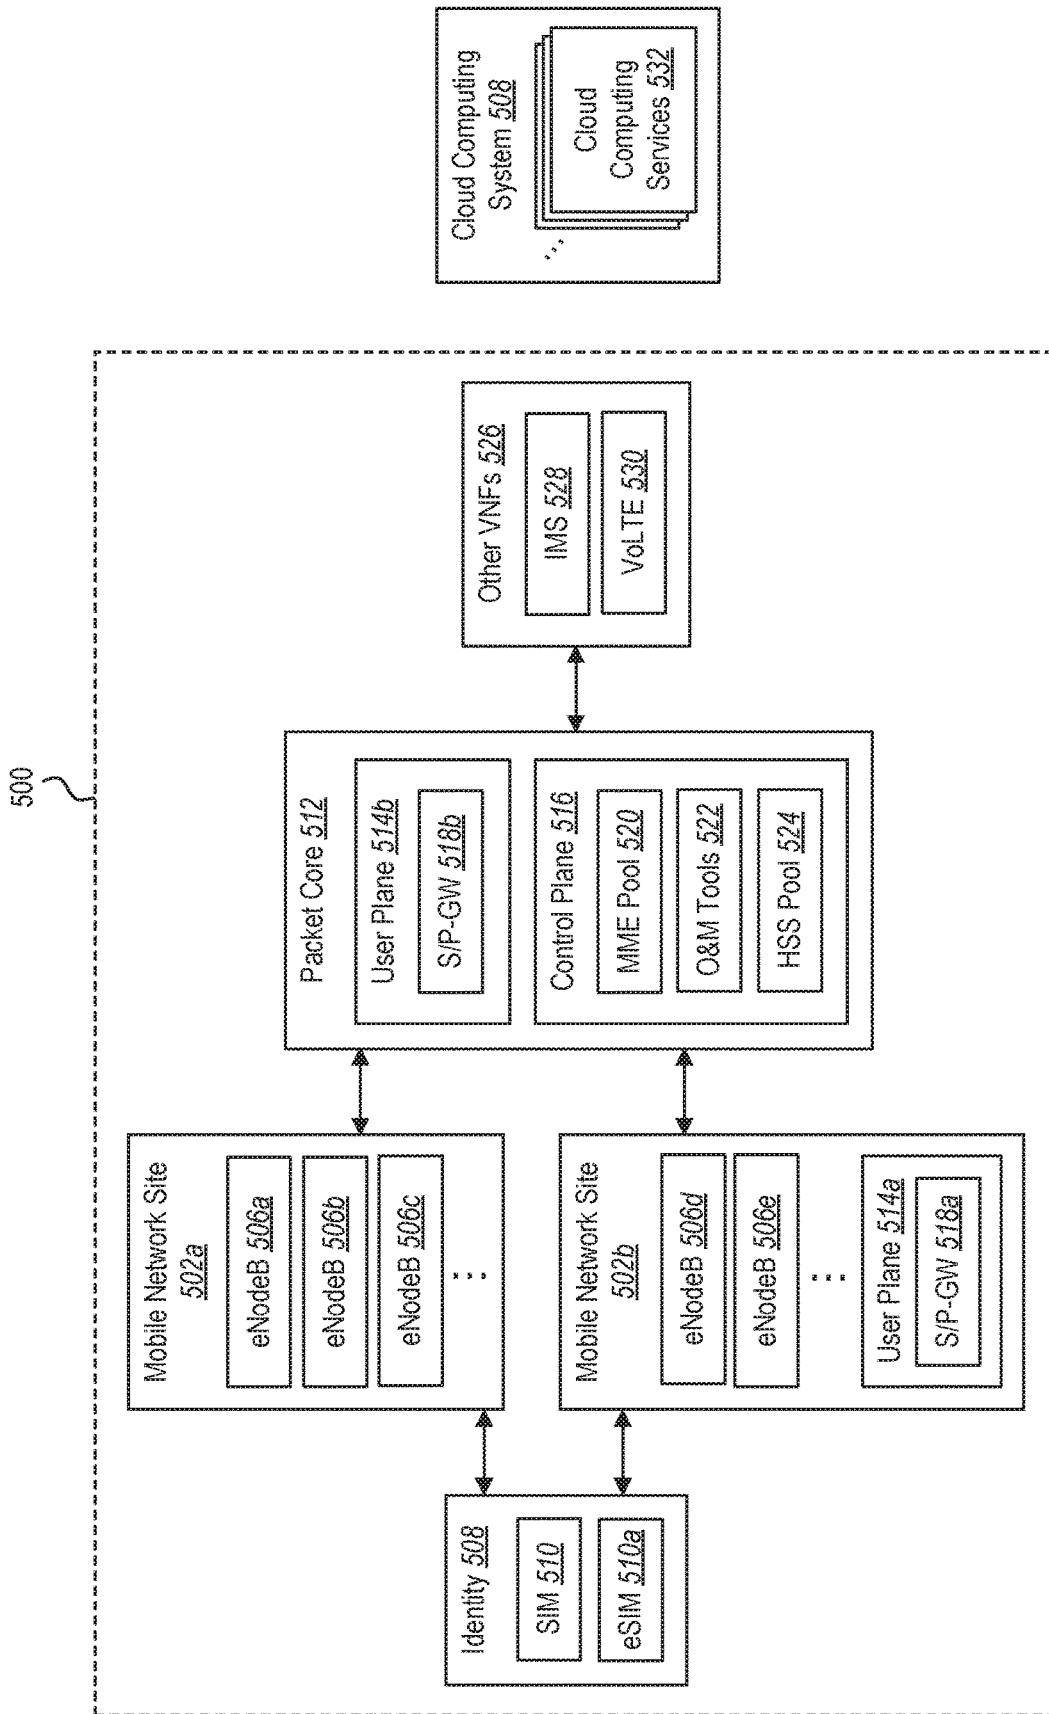 500
Identity 508
SIM 510
eSIM 510a
Mobile Network Site
502a
eNodeB 506a
eNodeB 506b
eNodeB 506c
...
Mobile Network Site
502b
eNodeB 506d
eNodeB 506e
...
User Plane 514a
S/P-GW 518a
Packet Core 512
User Plane 514b
S/P-GW 518b
Control Plane 516
MME Pool 520
O&M Tools 522
HSS Pool 524
Other VNFs 526
IMS 528
VoLTE 530
Cloud Computing
System 508
...
Cloud
Computing
Services 532